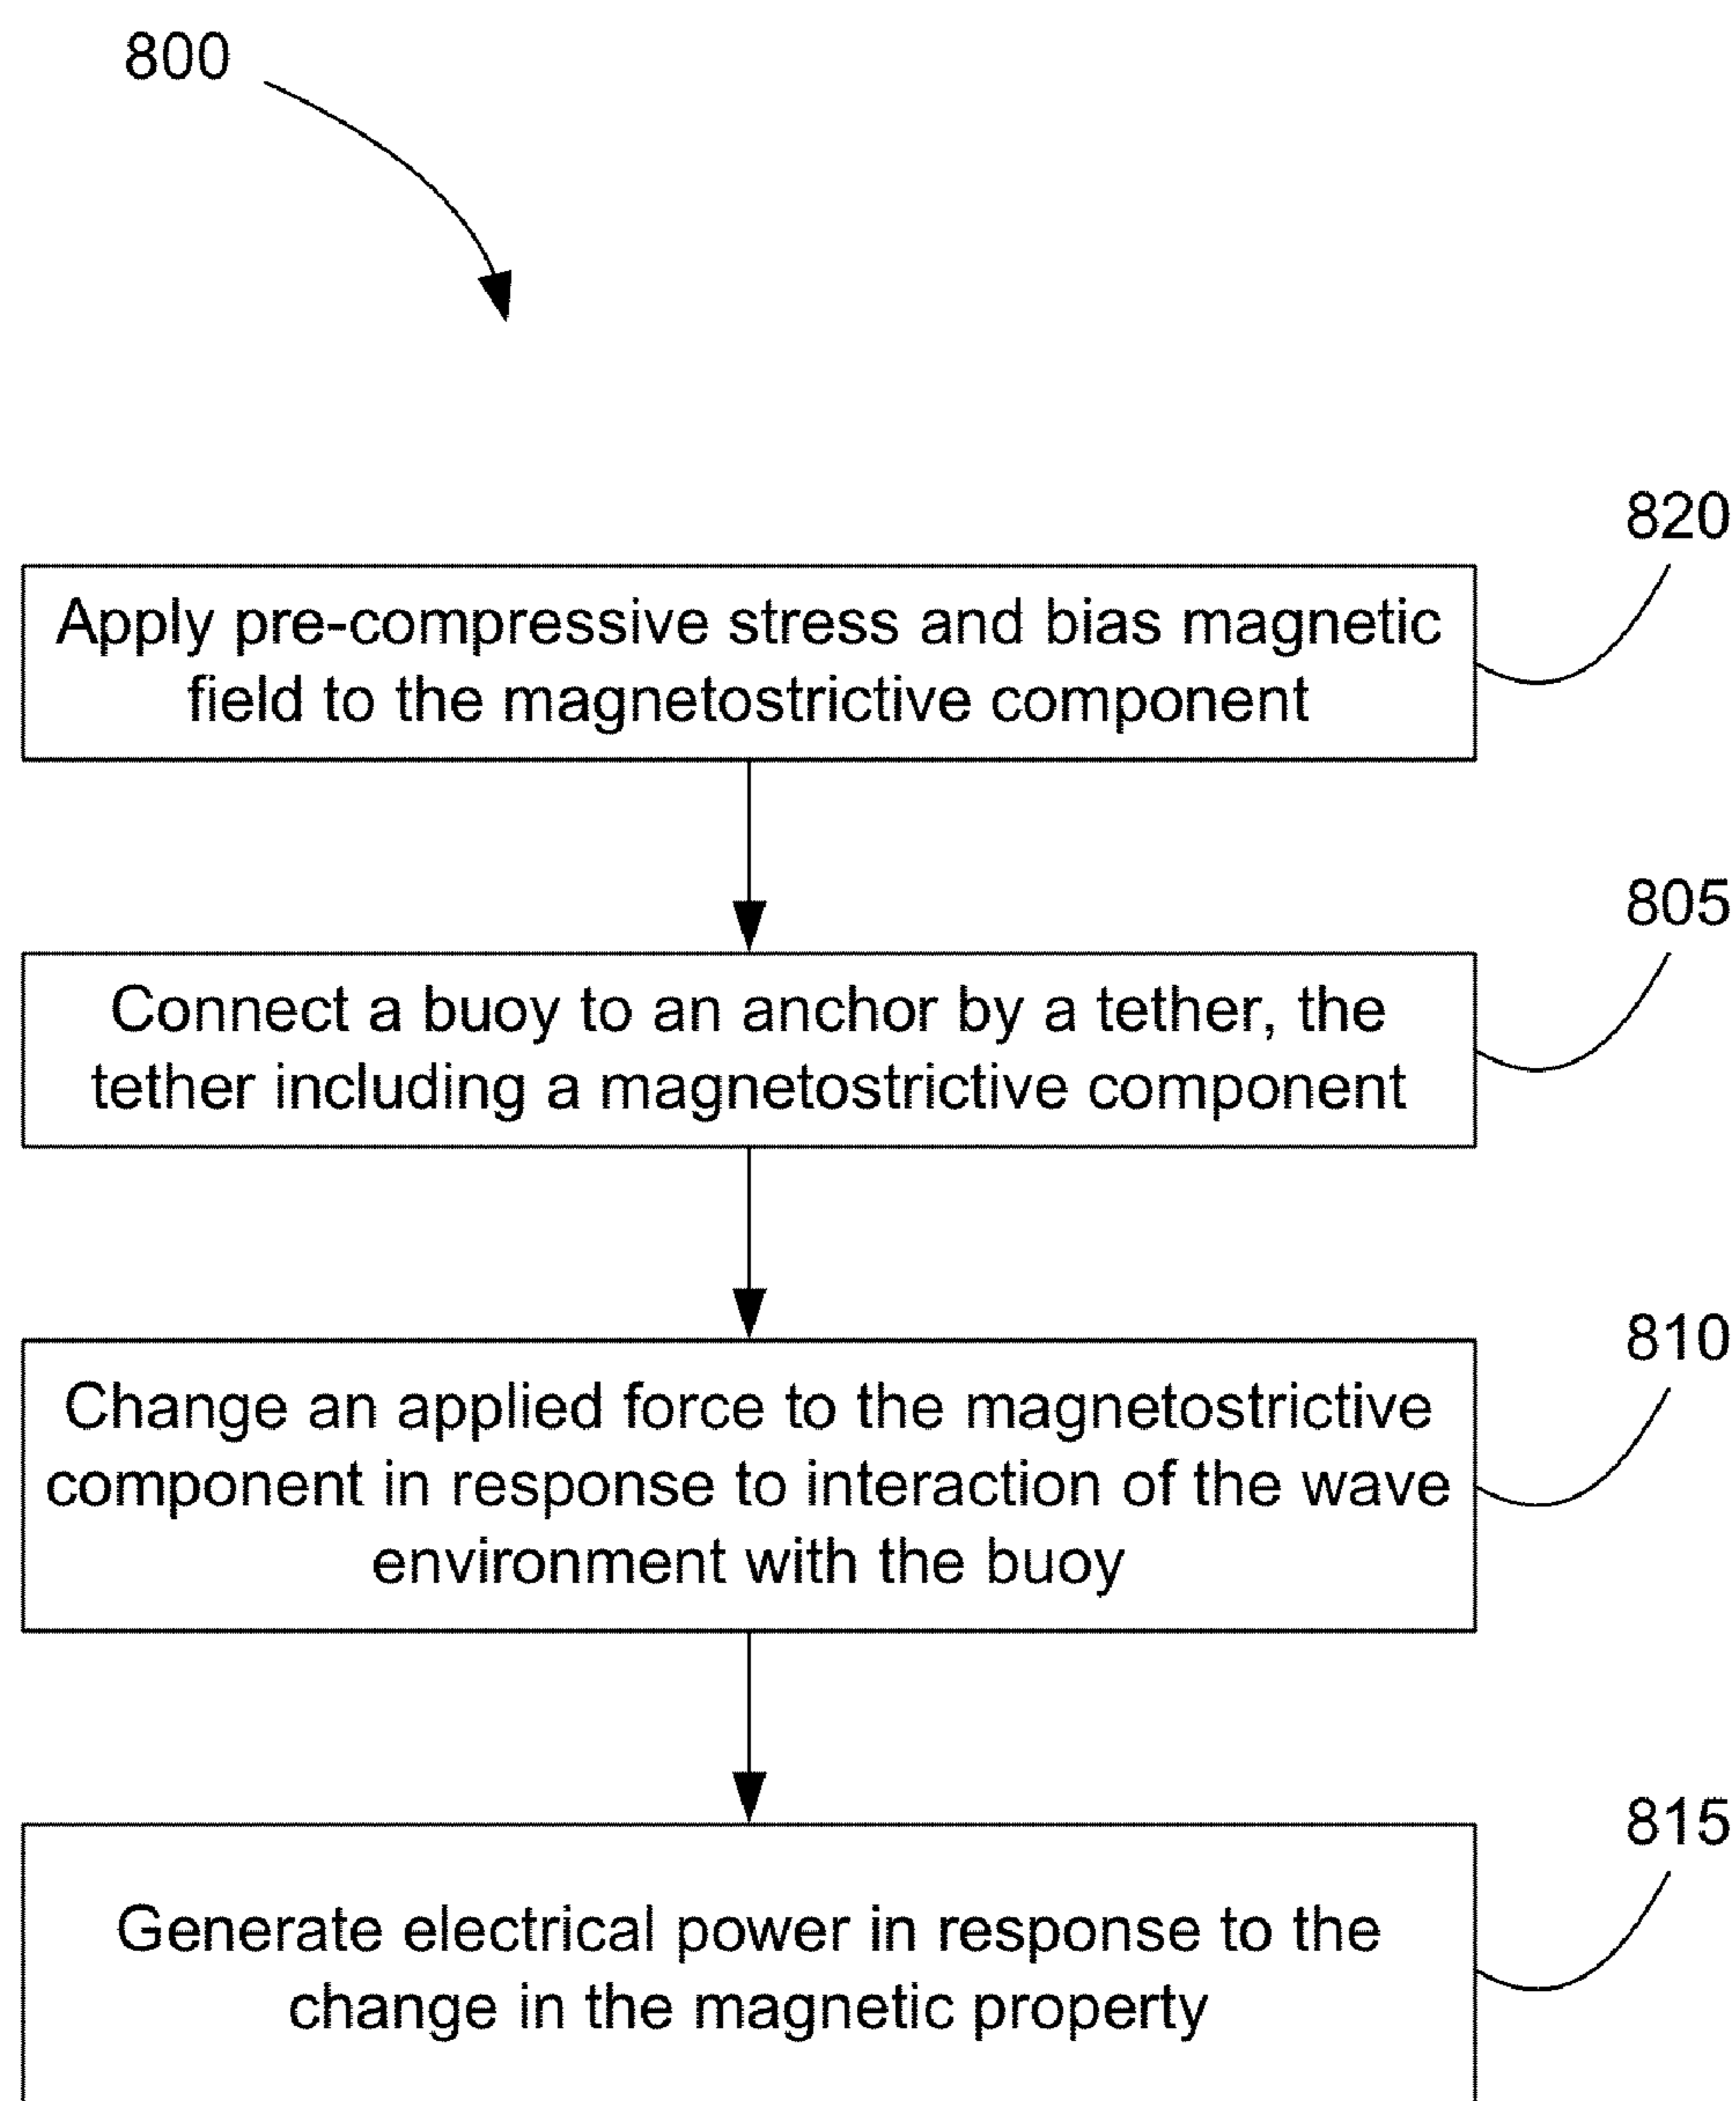 800
820
Apply pre-compressive stress and bias magnetic
field to the magnetostrictive component
805
Connect a buoy to an anchor by a tether, the
tether including a magnetostrictive component
810
Change an applied force to the magnetostrictive
component in response to interaction of the wave
environment with the buoy
815
Generate electrical power in response to the
change in the magnetic property